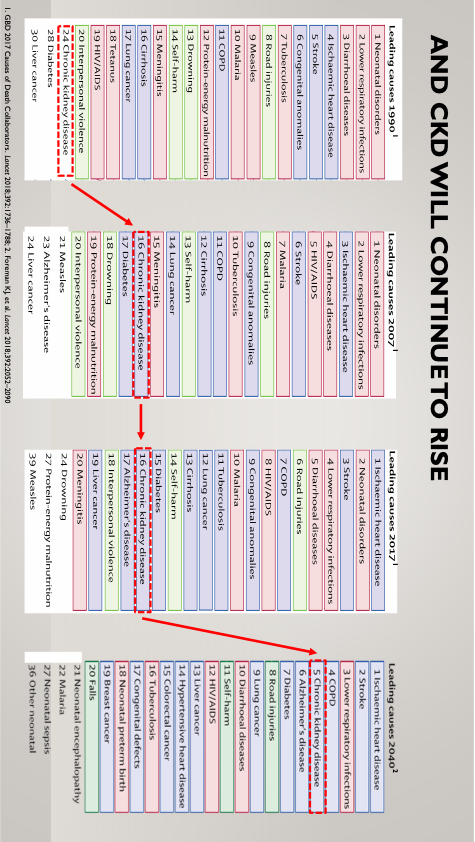 AND CKD WILL CONTINUE TO RISE
Leading causes 1990¹
1 Neonatal disorders
2 Lower respiratory infections
3 Diarrhoeal diseases
4 Ischaemic heart disease
5 Stroke
6 Congenital anomalies
7 Tuberculosis
8 Road injuries
9 Measles
10 Malaria
11 COPD
12 Protein-energy malnutrition
13 Drowning
14 Self-harm
15 Meningitis
16 Cirrhosis
17 Lung cancer
18 Tetanus
19 HIV/AIDS
20 Interpersonal violence
24 Chronic kidney disease
28 Diabetes
30 Liver cancer
Leading causes 2007¹
1 Neonatal disorders
2 Lower respiratory infections
3 Ischaemic heart disease
4 Diarrhoeal diseases
5 HIV/AIDS
6 Stroke
7 Malaria
8 Road injuries
9 Congenital anomalies
10 Tuberculosis
11 COPD
12 Cirrhosis
13 Self-harm
14 Lung cancer
15 Meningitis
16 Chronic kidney disease
17 Diabetes
18 Drowning
19 Protein-energy malnutrition
20 Interpersonal violence
21 Measles
23 Alzheimer's disease
24 Liver cancer
Leading causes 2017¹
1 Ischaemic heart disease
2 Neonatal disorders
3 Stroke
4 Lower respiratory infections
5 Diarrhoeal diseases
6 Road injuries
7 COPD
8 HIV/AIDS
9 Congenital anomalies
10 Malaria
11 Tuberculosis
12 Lung cancer
13 Cirrhosis
14 Self-harm
15 Diabetes
16 Chronic kidney disease
17 Alzheimer's disease
18 Interpersonal violence
19 Liver cancer
20 Meningitis
24 Drowning
27 Protein-energy malnutrition
39 Measles
Leading causes 2040²
1 Ischaemic heart disease
2 Stroke
3 Lower respiratory infections
4 COPD
5 Chronic kidney disease
6 Alzheimer's disease
7 Diabetes
8 Road injuries
9 Lung cancer
10 Diarrhoeal diseases
11 Self-harm
12 HIV/AIDS
13 Liver cancer
14 Hypertensive heart disease
15 Colorectal cancer
16 Tuberculosis
17 Congenital defects
18 Neonatal preterm birth
19 Breast cancer
20 Falls
21 Neonatal encephalopathy
22 Malaria
27 Neonatal sepsis
36 Other neonatal
1. GBD 2017 Causes of Death Collaborators. Lancet 2018;392:1736–1788; 2. Foreman KJ, et al. Lancet 2018;392:2052–2090